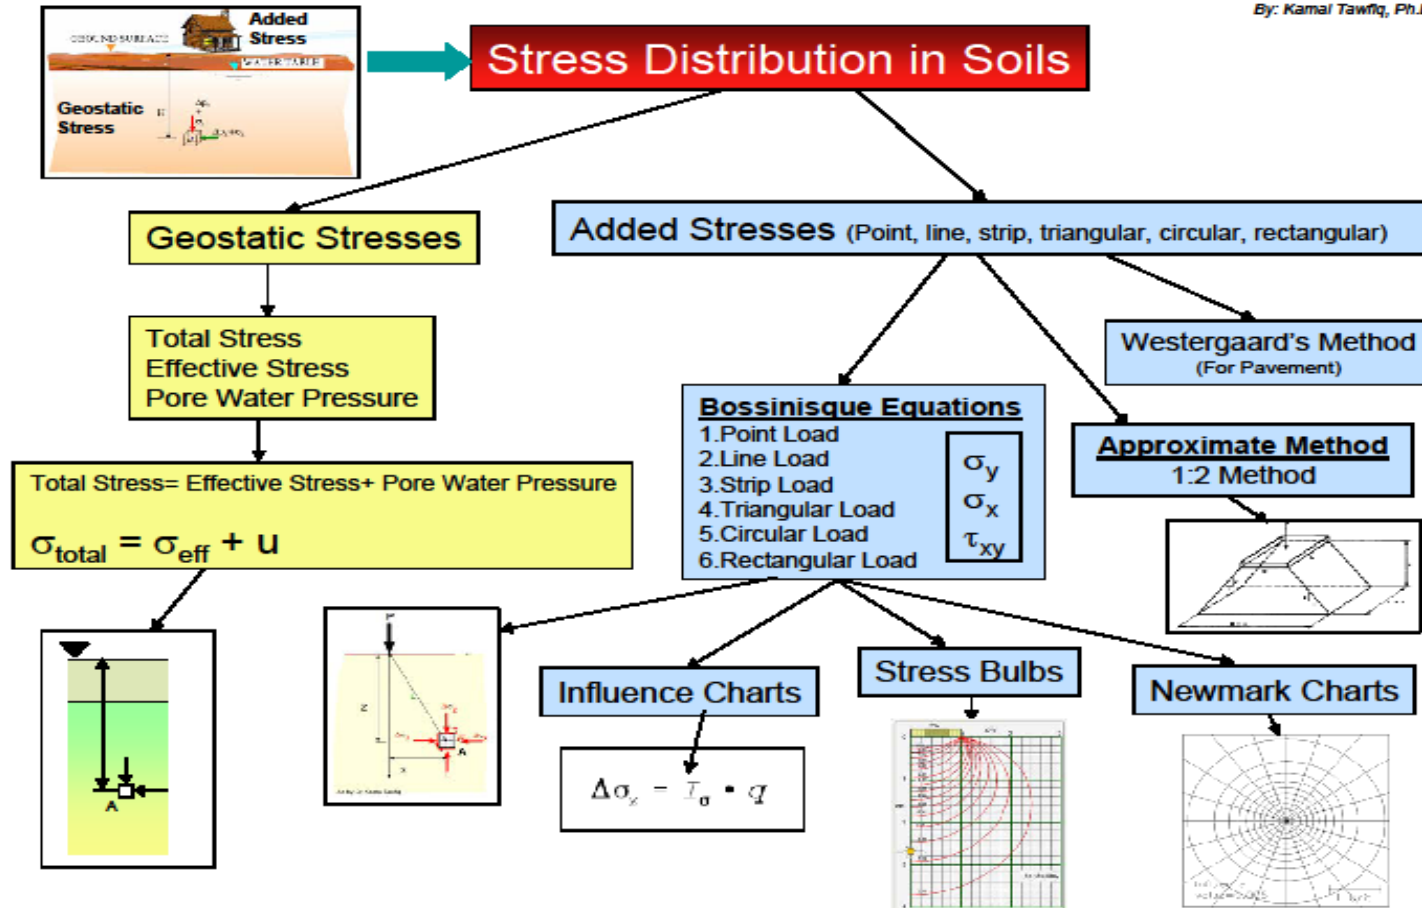 By: Kamal Tawfiq, Ph.
Added
Stress
GROUND SURFACE
WATER TABLE
Geostatic
Stress
Stress Distribution in Soils
Geostatic Stresses
Added Stresses (Point, line, strip, triangular, circular, rectangular)
Total Stress
Effective Stress
Pore Water Pressure
Westergaard's Method
(For Pavement)
Bossinisque Equations
1.Point Load
2.Line Load
3.Strip Load
4.Triangular Load
5.Circular Load
6.Rectangular Load
σy
σx
τxy
Approximate Method
1:2 Method
Total Stress= Effective Stress+ Pore Water Pressure
σtotal = σeff + u
A
P
Z
A
X
Influence Charts
Stress Bulbs
Newmark Charts
Δσz = Iσ • q